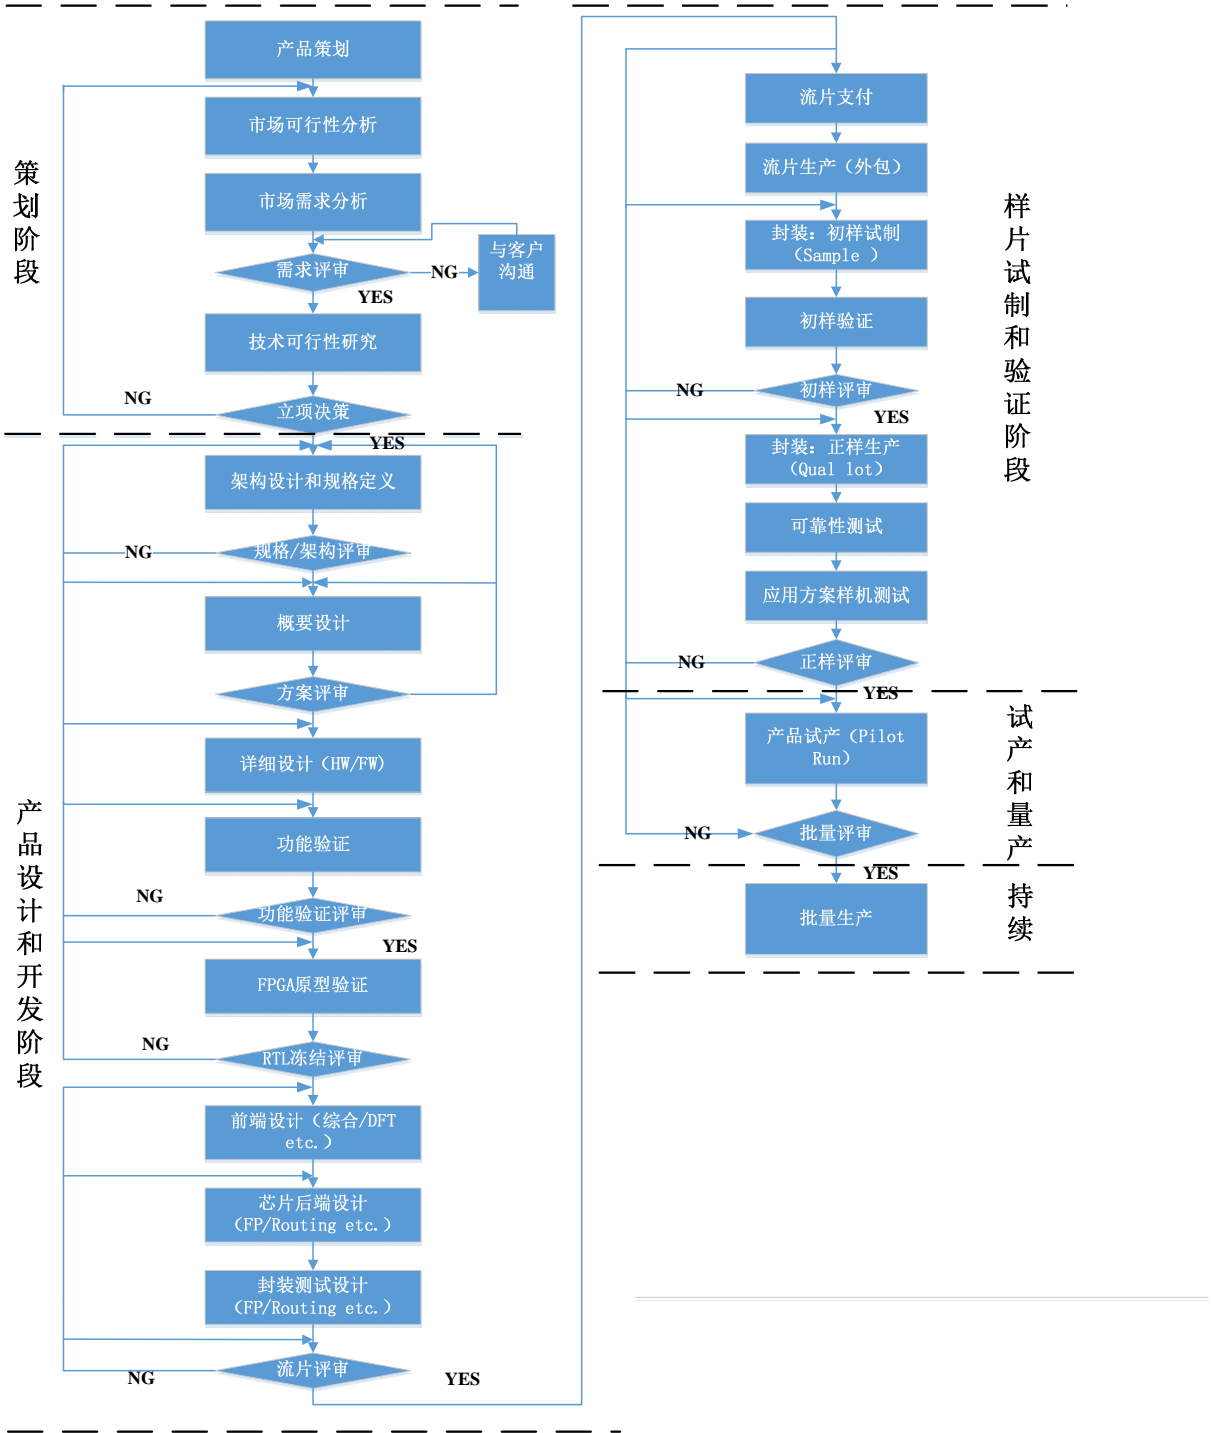 策划阶段
产品策划
市场可行性分析
市场需求分析
需求评审
NG
与客户
沟通
YES
技术可行性研究
NG
立项决策
YES
产品设计和开发阶段
架构设计和规格定义
NG
规格/架构评审
概要设计
方案评审
详细设计（HW/FW）
功能验证
NG
功能验证评审
YES
FPGA原型验证
NG
RTL冻结评审
前端设计（综合/DFT
etc.）
芯片后端设计
（FP/Routing etc.）
封装测试设计
（FP/Routing etc.）
流片评审
NG
YES
样片试制和验证阶段
流片支付
流片生产（外包）
封装：初样试制
（Sample ）
初样验证
NG
初样评审
YES
封装：正样生产
（Qual lot）
可靠性测试
应用方案样机测试
NG
正样评审
YES
试产和量产
产品试产（Pilot
Run）
NG
批量评审
YES
持续
批量生产